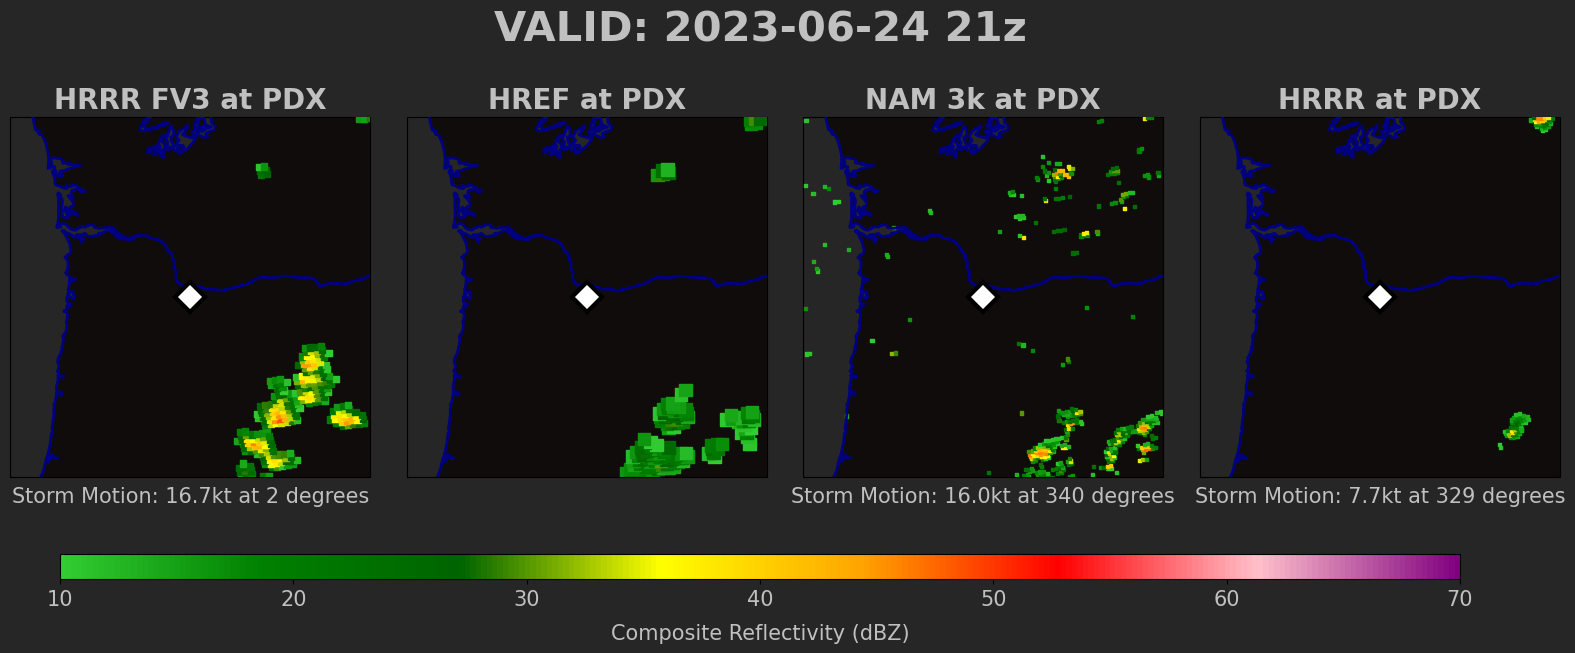 VALID: 2023-06-24 21z
HRRR FV3 at PDX
HREF at PDX
NAM 3k at PDX
HRRR at PDX
Storm Motion: 16.7kt at 2 degrees
Storm Motion: 16.0kt at 340 degrees
Storm Motion: 7.7kt at 329 degrees
10 20 30 40 50 60 70
Composite Reflectivity (dBZ)